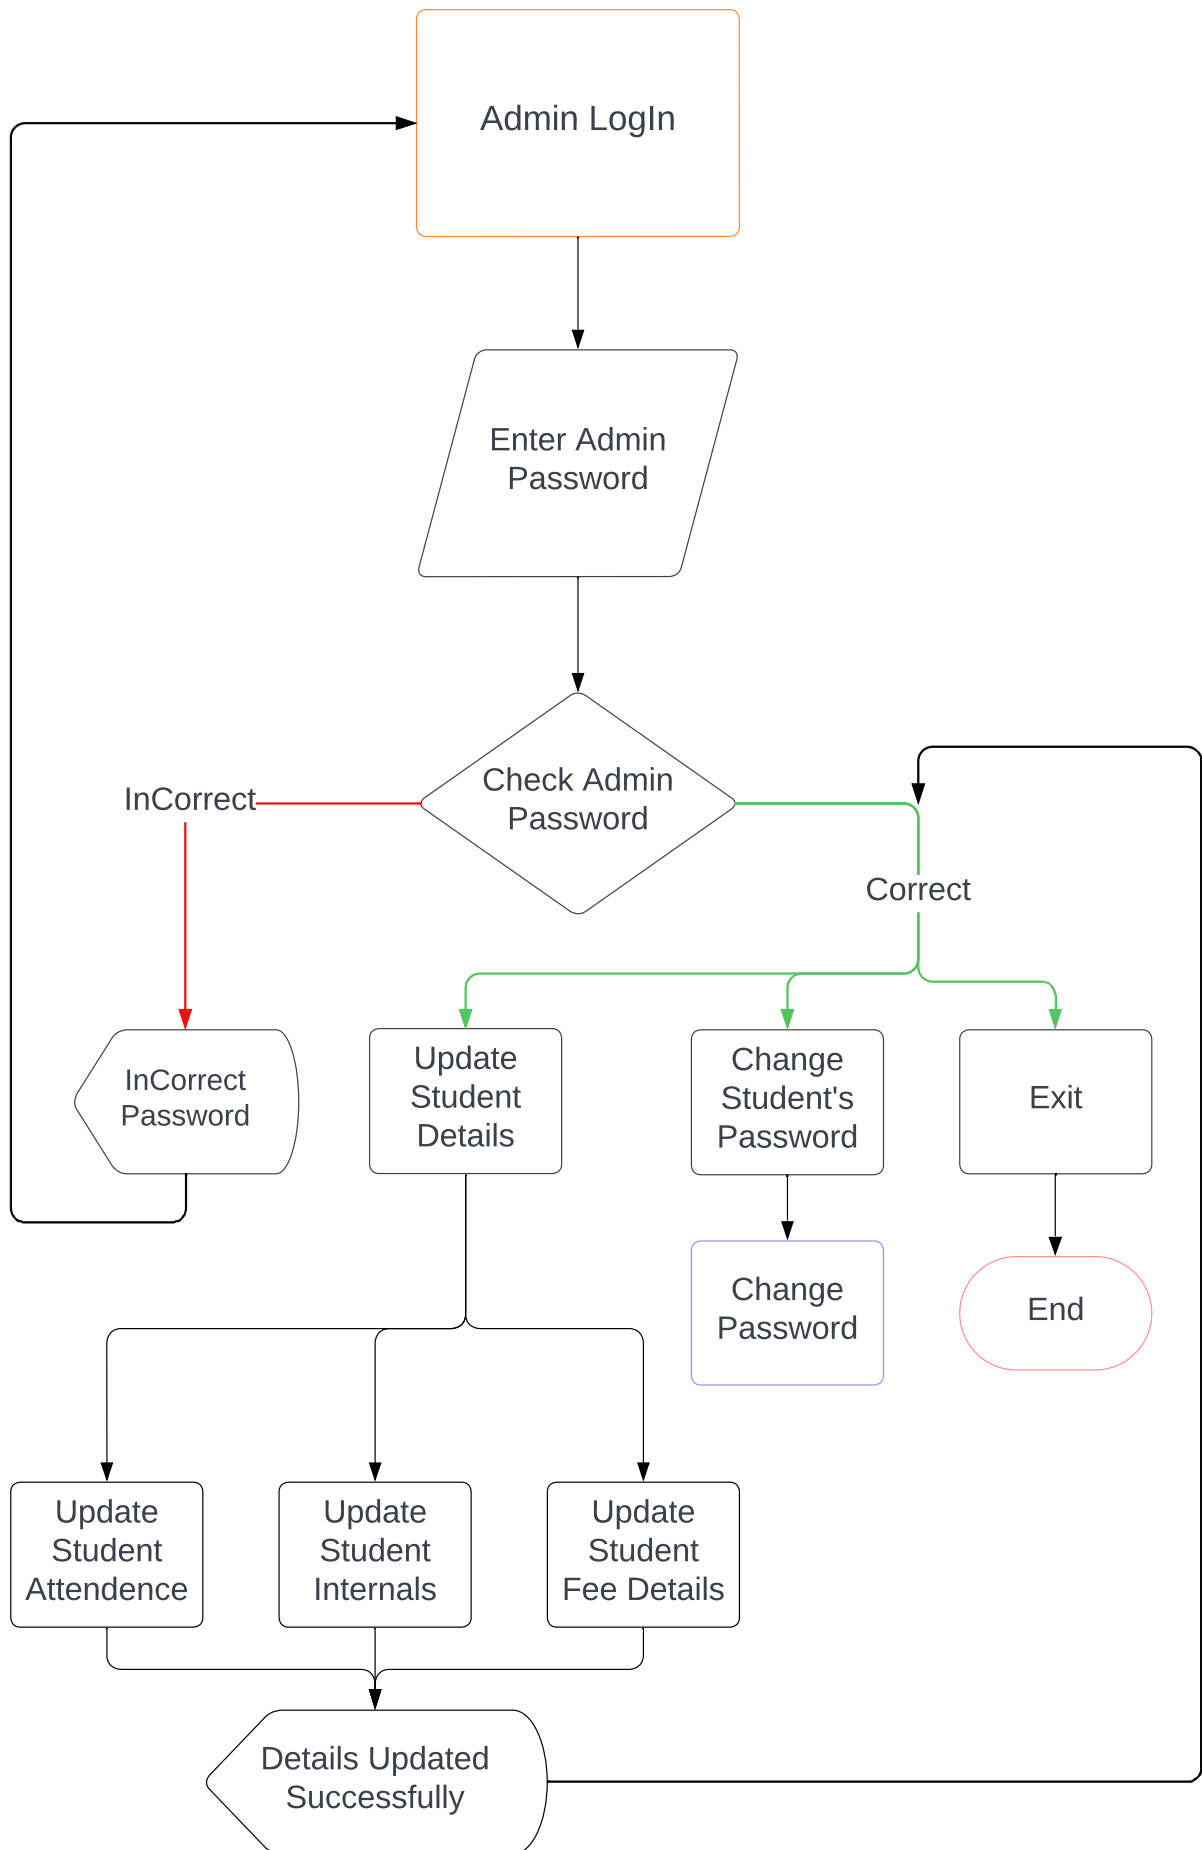 Admin LogIn
Enter Admin
Password
Check Admin
Password
InCorrect
Correct
InCorrect
Password
Update
Student
Details
Change
Student's
Password
Exit
Change
Password
End
Update
Student
Attendence
Update
Student
Internals
Update
Student
Fee Details
Details Updated
Successfully